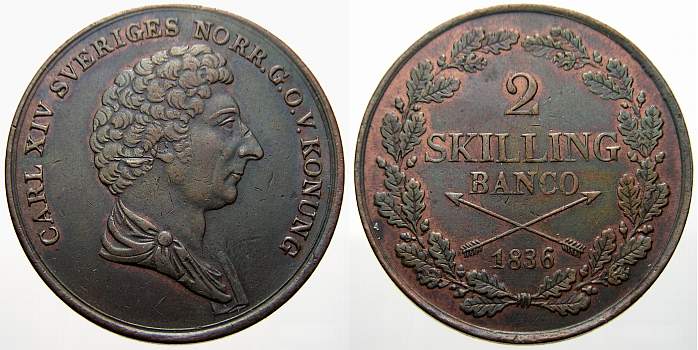 CARL XIV SVERIGES NORR.G.O.V. KONUNG
2
SKILLING
BANCO
1836